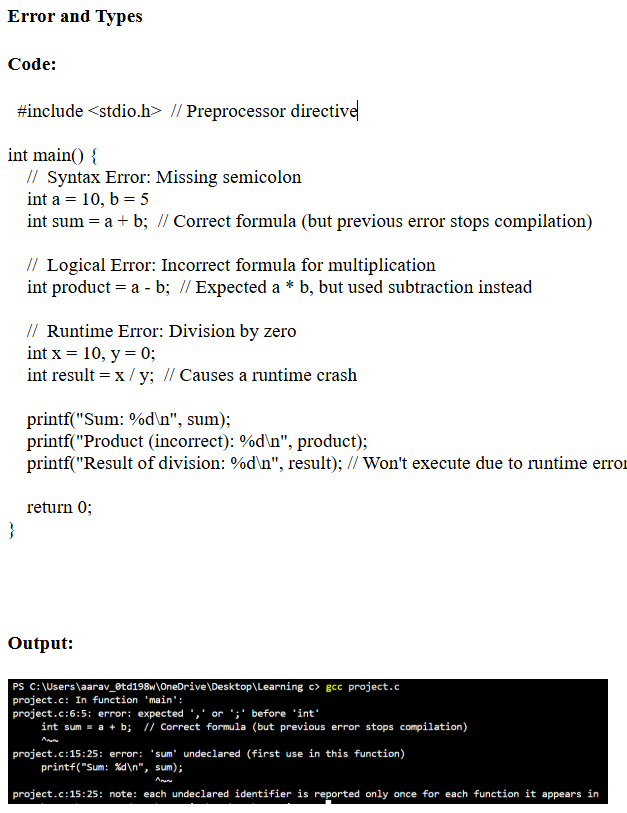 Error and Types
Code:
#include <stdio.h> // Preprocessor directive
int main() {
// Syntax Error: Missing semicolon
int a = 10, b = 5
int sum = a + b; // Correct formula (but previous error stops compilation)
// Logical Error: Incorrect formula for multiplication
int product = a - b; // Expected a * b, but used subtraction instead
// Runtime Error: Division by zero
int x = 10, y = 0;
int result = x / y; // Causes a runtime crash
printf("Sum: %d\n", sum);
printf("Product (incorrect): %d\n", product);
printf("Result of division: %d\n", result); // Won't execute due to runtime error
return 0;
}
Output:
PS C:\Users\aarav_0td198w\OneDrive\Desktop\Learning c> gcc project.c
project.c: In function 'main':
project.c:6:5: error: expected ',' or ';' before 'int'
int sum = a + b; // Correct formula (but previous error stops compilation)
^~~
project.c:15:25: error: 'sum' undeclared (first use in this function)
printf("Sum: %d\n", sum);
^~~
project.c:15:25: note: each undeclared identifier is reported only once for each function it appears in